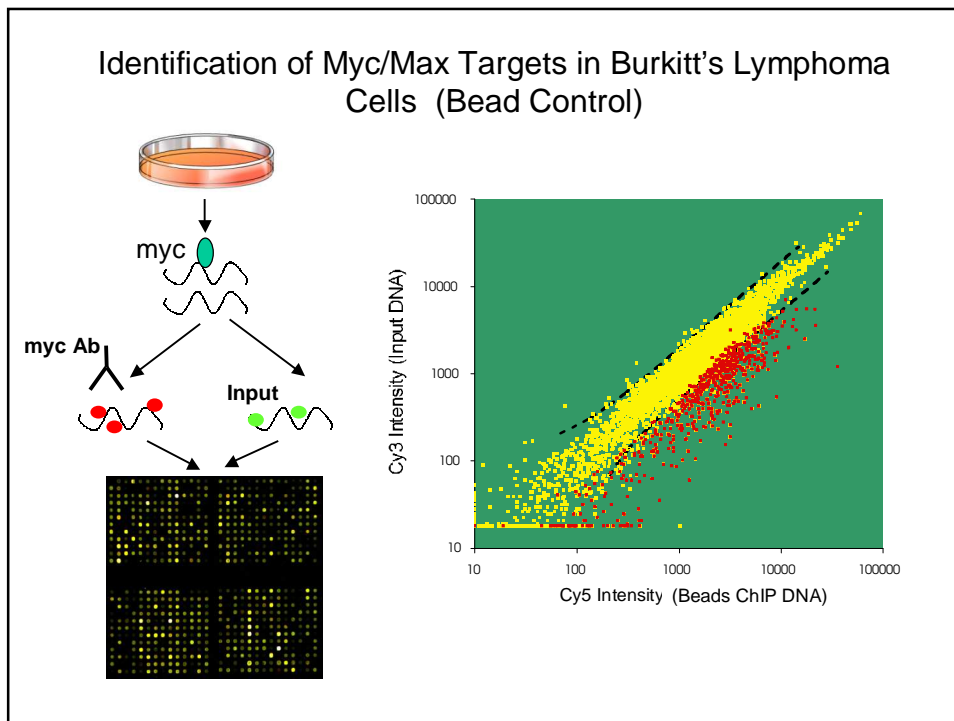 Identification of Myc/Max Targets in Burkitt's Lymphoma
Cells (Bead Control)
myc
myc Ab
Input
Cy3 Intensity (Input DNA)
100000
10000
1000
100
10
10
100
1000
10000
100000
Cy5 Intensity (Beads ChIP DNA)